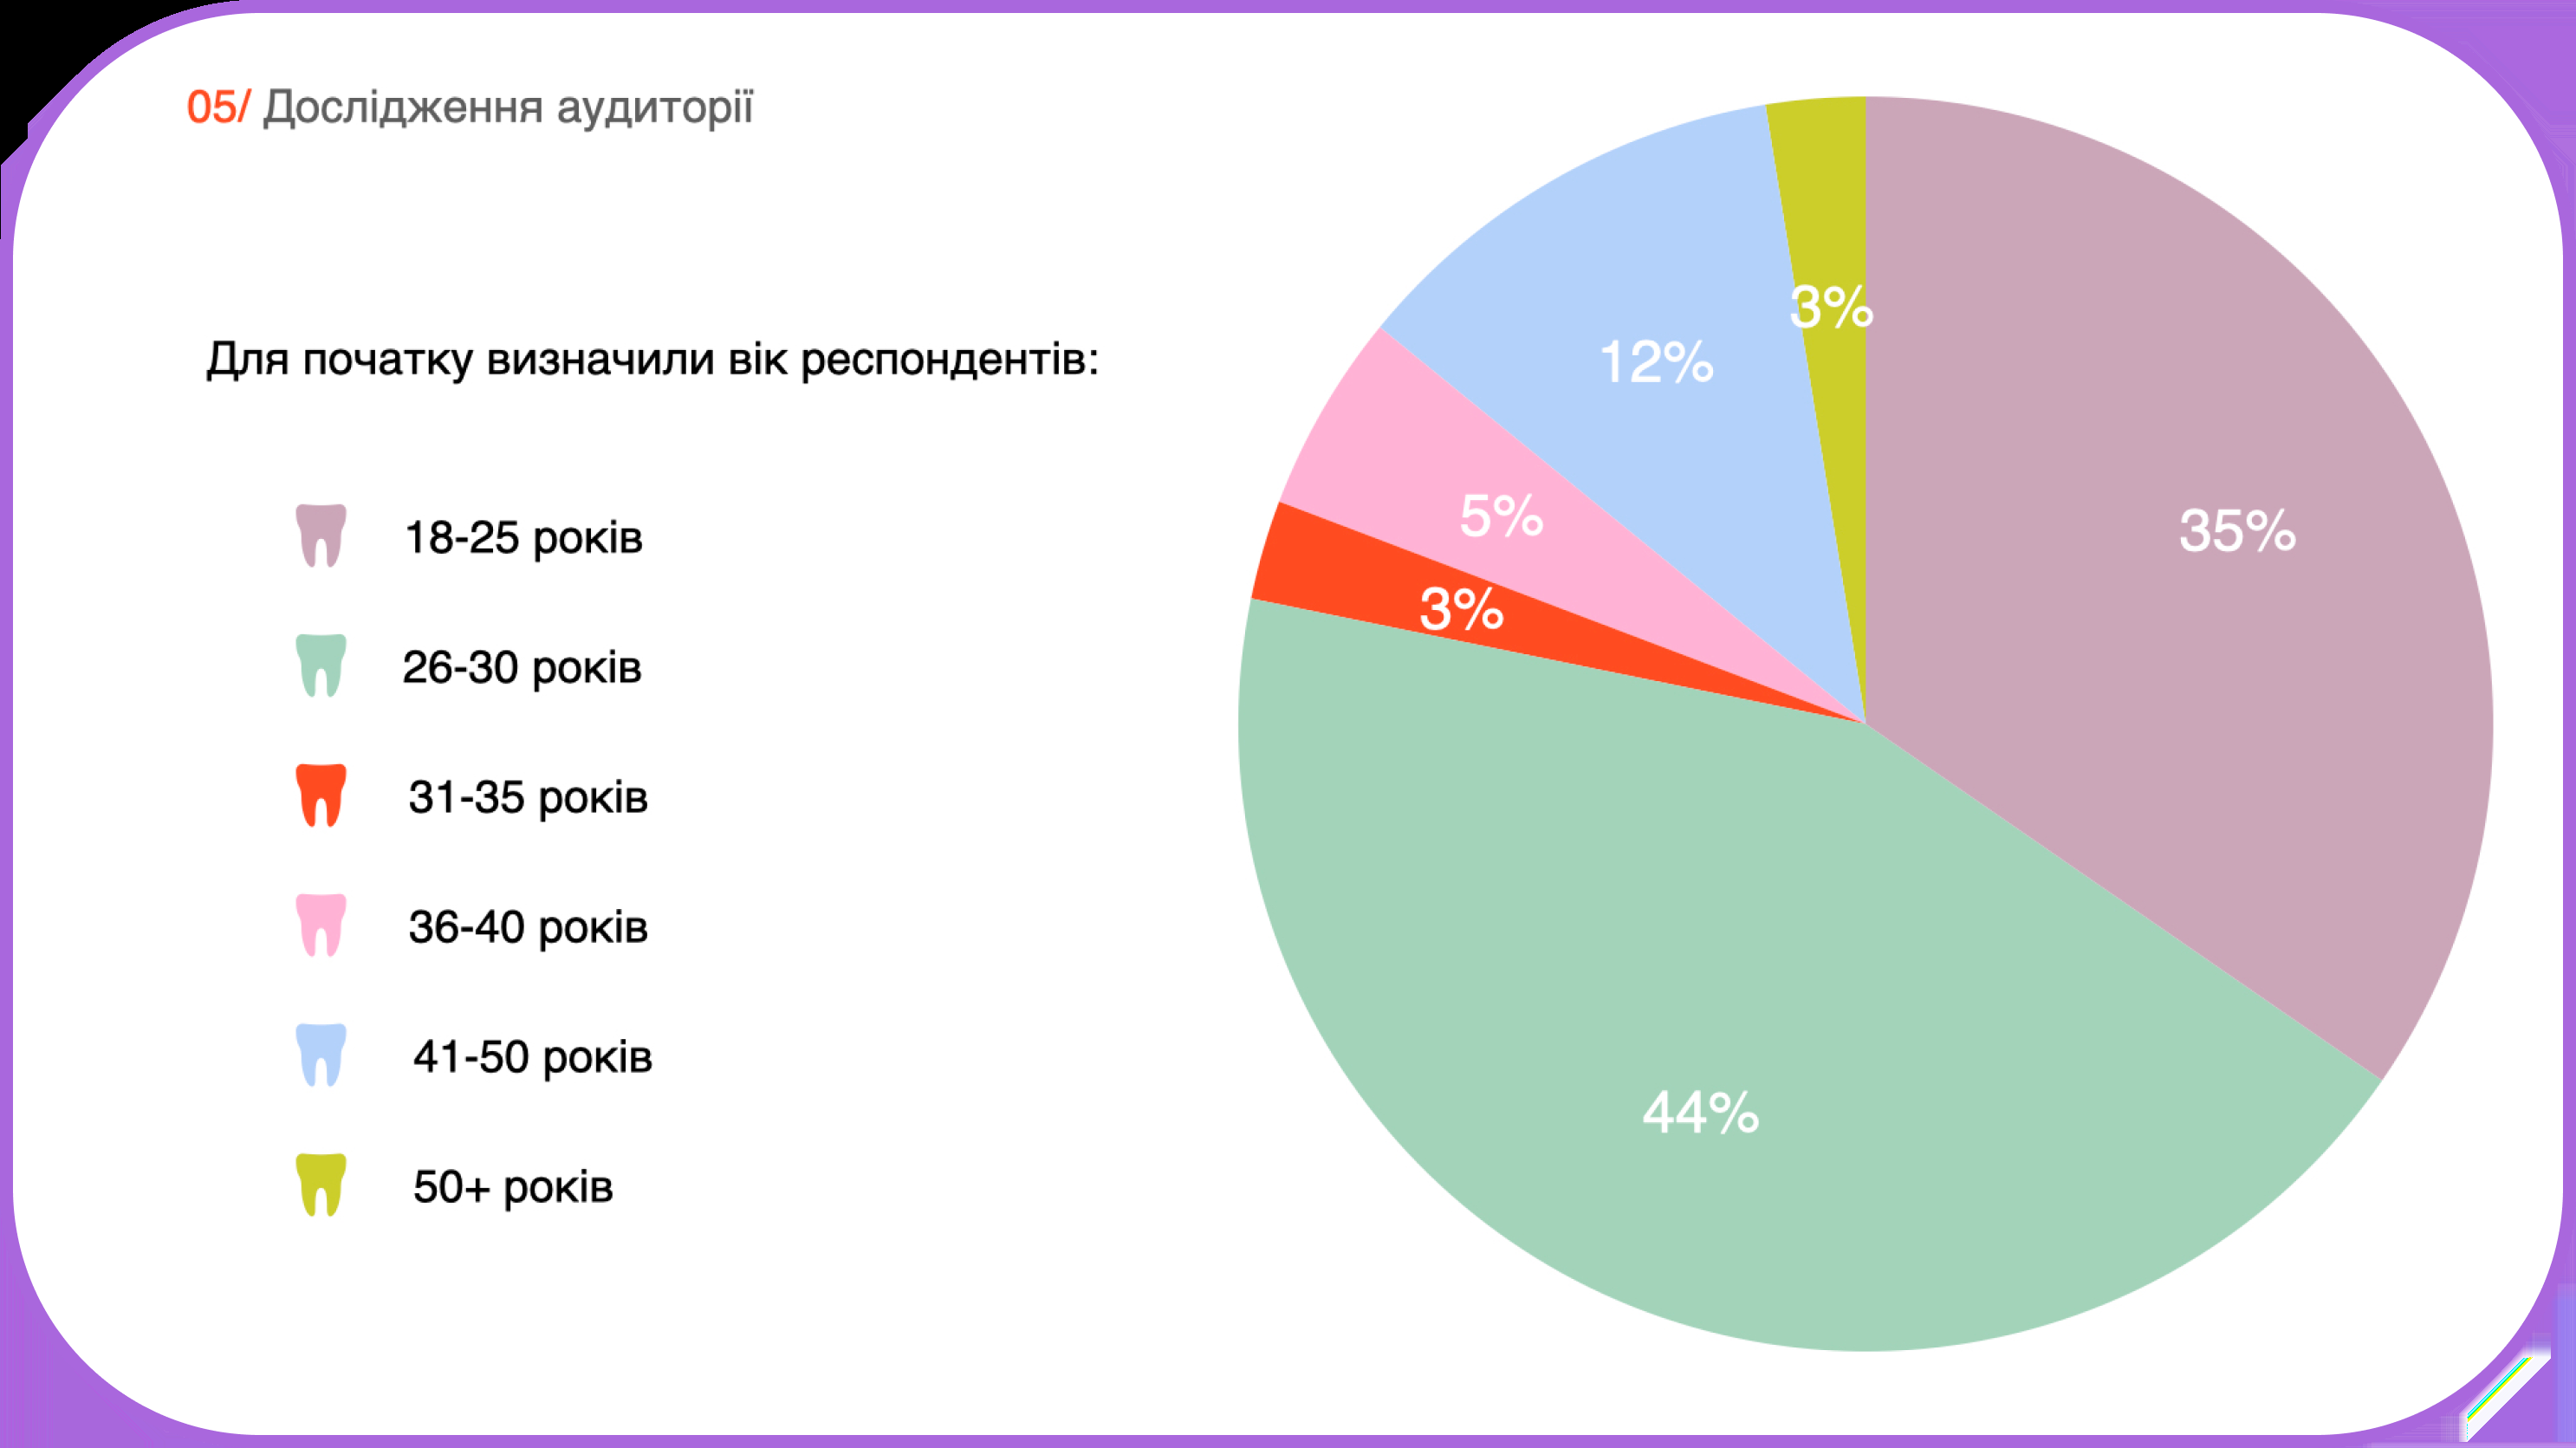 05/ Дослідження аудиторії
Для початку визначили вік респондентів:
18-25 років
26-30 років
31-35 років
36-40 років
41-50 років
50+ років
3%
12%
5%
35%
3%
44%